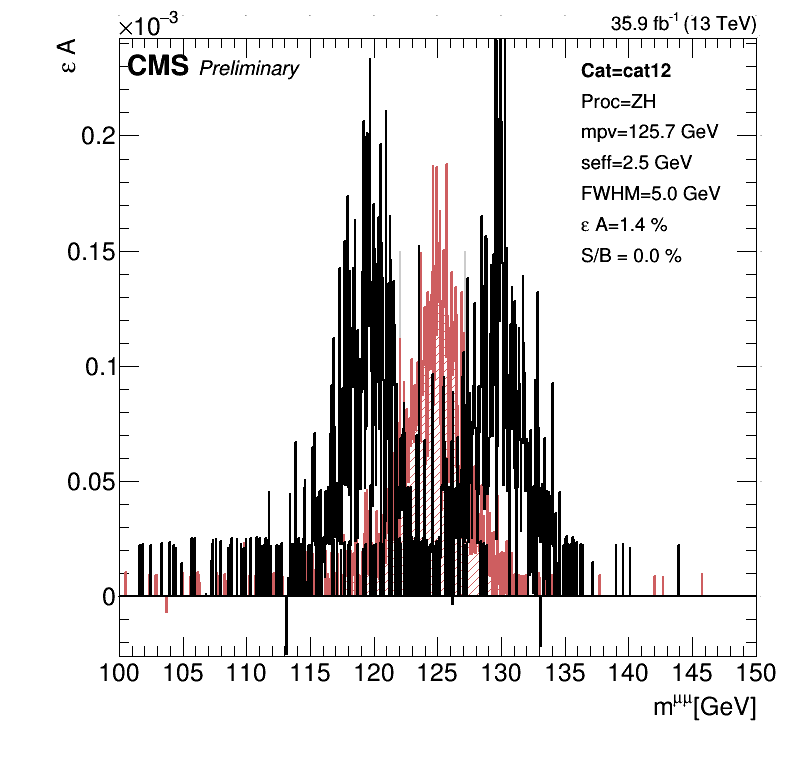 ×10⁻³
35.9 fb⁻¹ (13 TeV)
ε A
CMS Preliminary
Cat=cat12
Proc=ZH
mpv=125.7 GeV
seff=2.5 GeV
FWHM=5.0 GeV
ε A=1.4 %
S/B = 0.0 %
0.2
0.15
0.1
0.05
0
100 105 110 115 120 125 130 135 140 145 150
m^μμ[GeV]